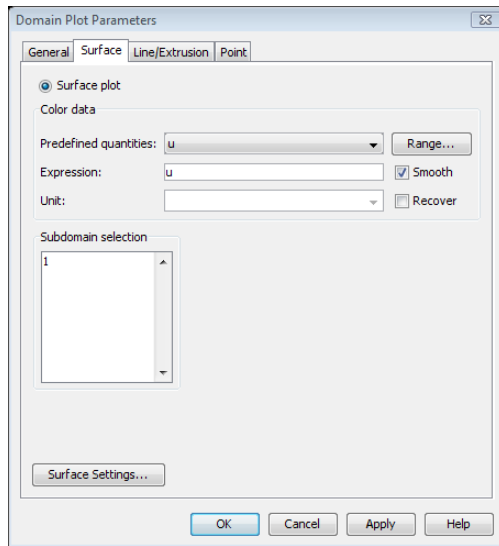 Domain Plot Parameters
General Surface Line/Extrusion Point
Surface plot
Color data
Predefined quantities: u Range...
Expression: u Smooth
Unit: Recover
Subdomain selection
1
Surface Settings...
OK Cancel Apply Help